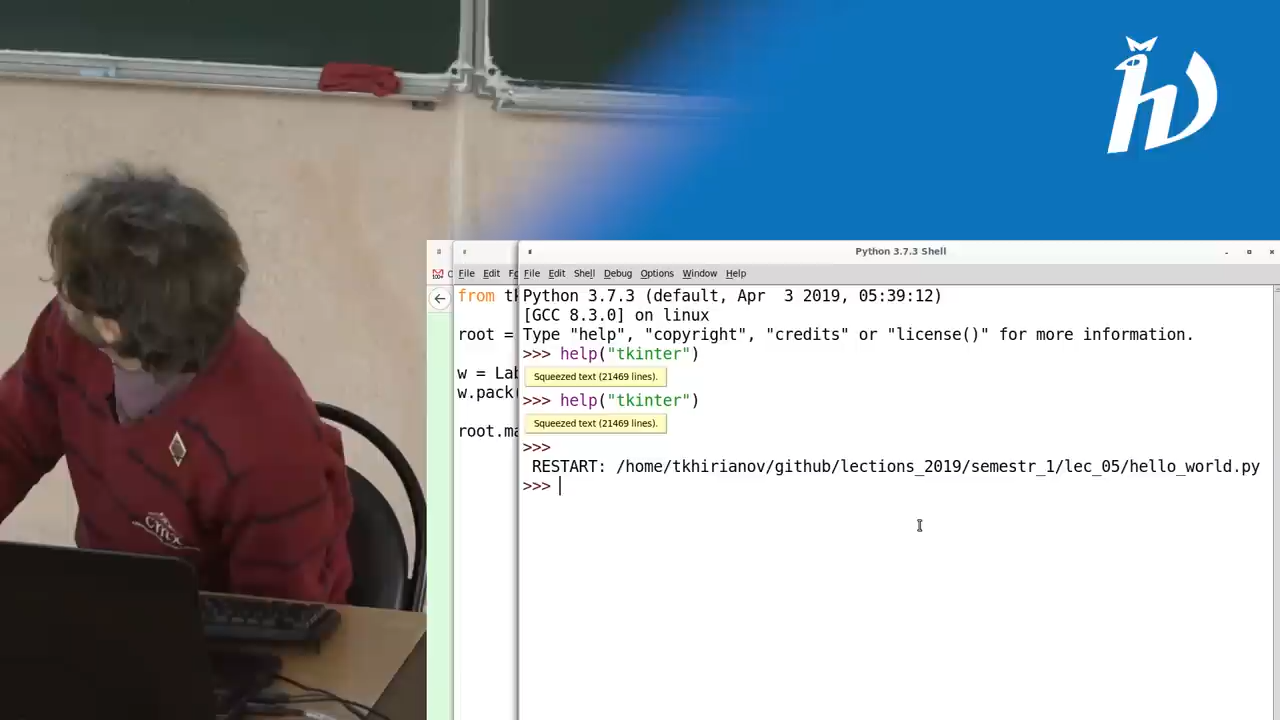 Python 3.7.3 Shell
File Edit
File Edit Shell Debug Options Window Help
from
root =
w =
w.pack
Python 3.7.3 (default, Apr  3 2019, 05:39:12)
[GCC 8.3.0] on linux
Type "help", "copyright", "credits" or "license()" for more information.
>>> help("tkinter")
Squeezed text (21469 lines).
>>> help("tkinter")
Squeezed text (21469 lines).
>>>
RESTART: /home/tkhirianov/github/lections_2019/semestr_1/lec_05/hello_world.py
>>>